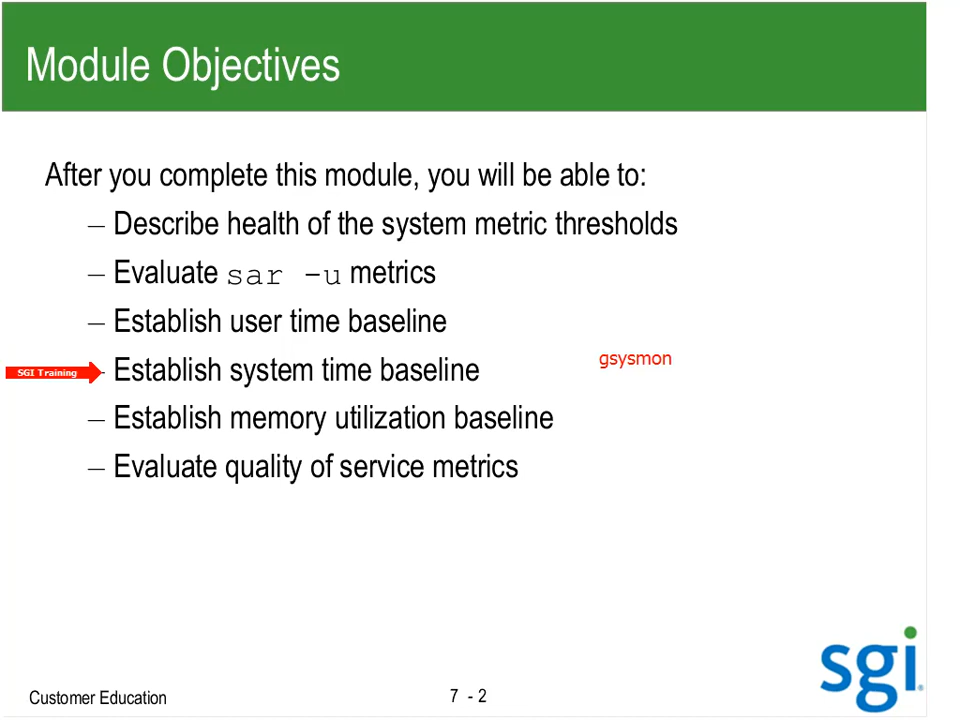 Module Objectives
After you complete this module, you will be able to:
– Describe health of the system metric thresholds
– Evaluate sar –u metrics
– Establish user time baseline
SGI Training
– Establish system time baseline
gsysmon
– Establish memory utilization baseline
– Evaluate quality of service metrics
Customer Education
7 - 2
sgi